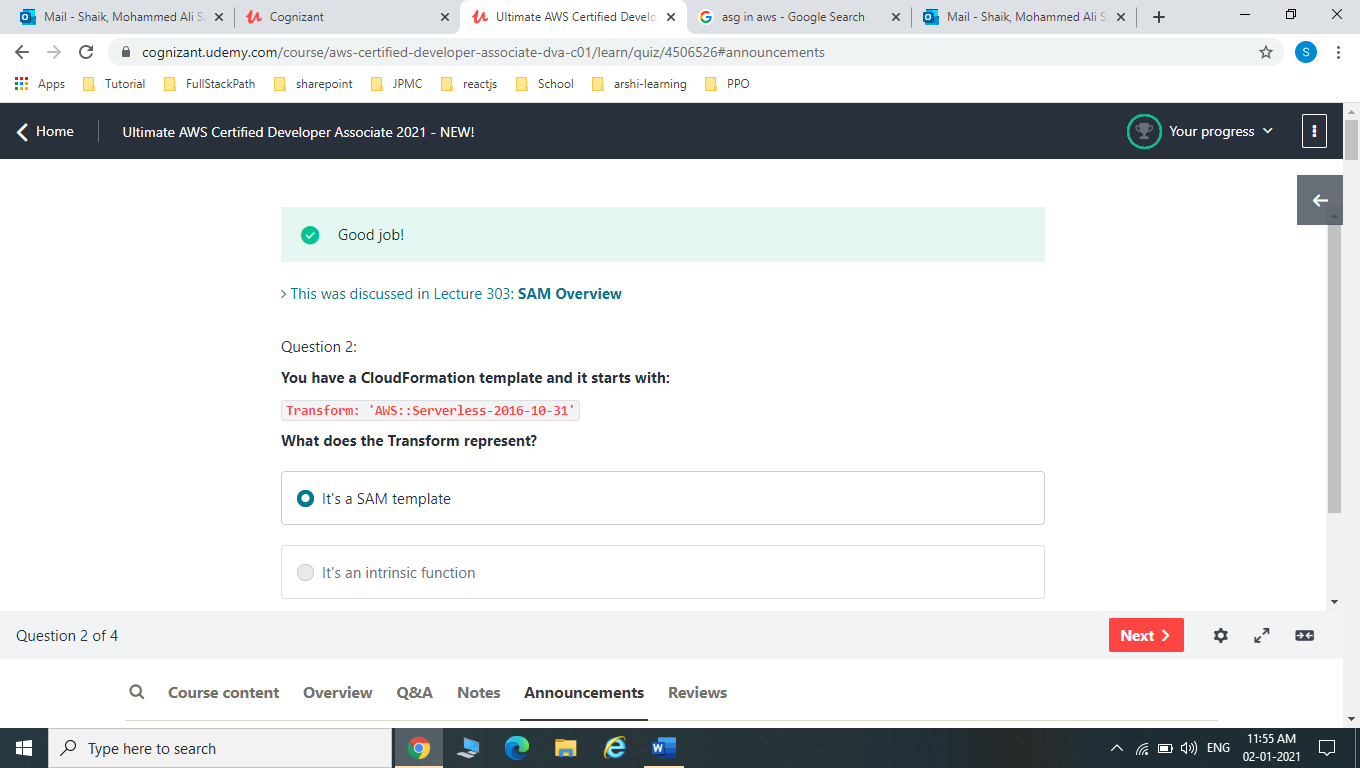 Mail - Shaik, Mohammed Ali S
Cognizant
Ultimate AWS Certified Develo
asg in aws - Google Search
Mail - Shaik, Mohammed Ali S
cognizant.udemy.com/course/aws-certified-developer-associate-dva-c01/learn/quiz/4506526#announcements
S
Apps
Tutorial
FullStackPath
sharepoint
JPMC
reactjs
School
arshi-learning
PPO
Home
Ultimate AWS Certified Developer Associate 2021 - NEW!
Your progress
Good job!
> This was discussed in Lecture 303: SAM Overview
Question 2:
You have a CloudFormation template and it starts with:
Transform: 'AWS::Serverless-2016-10-31'
What does the Transform represent?
It's a SAM template
It's an intrinsic function
Question 2 of 4
Next
Course content
Overview
Q&A
Notes
Announcements
Reviews
Type here to search
ENG
11:55 AM
02-01-2021